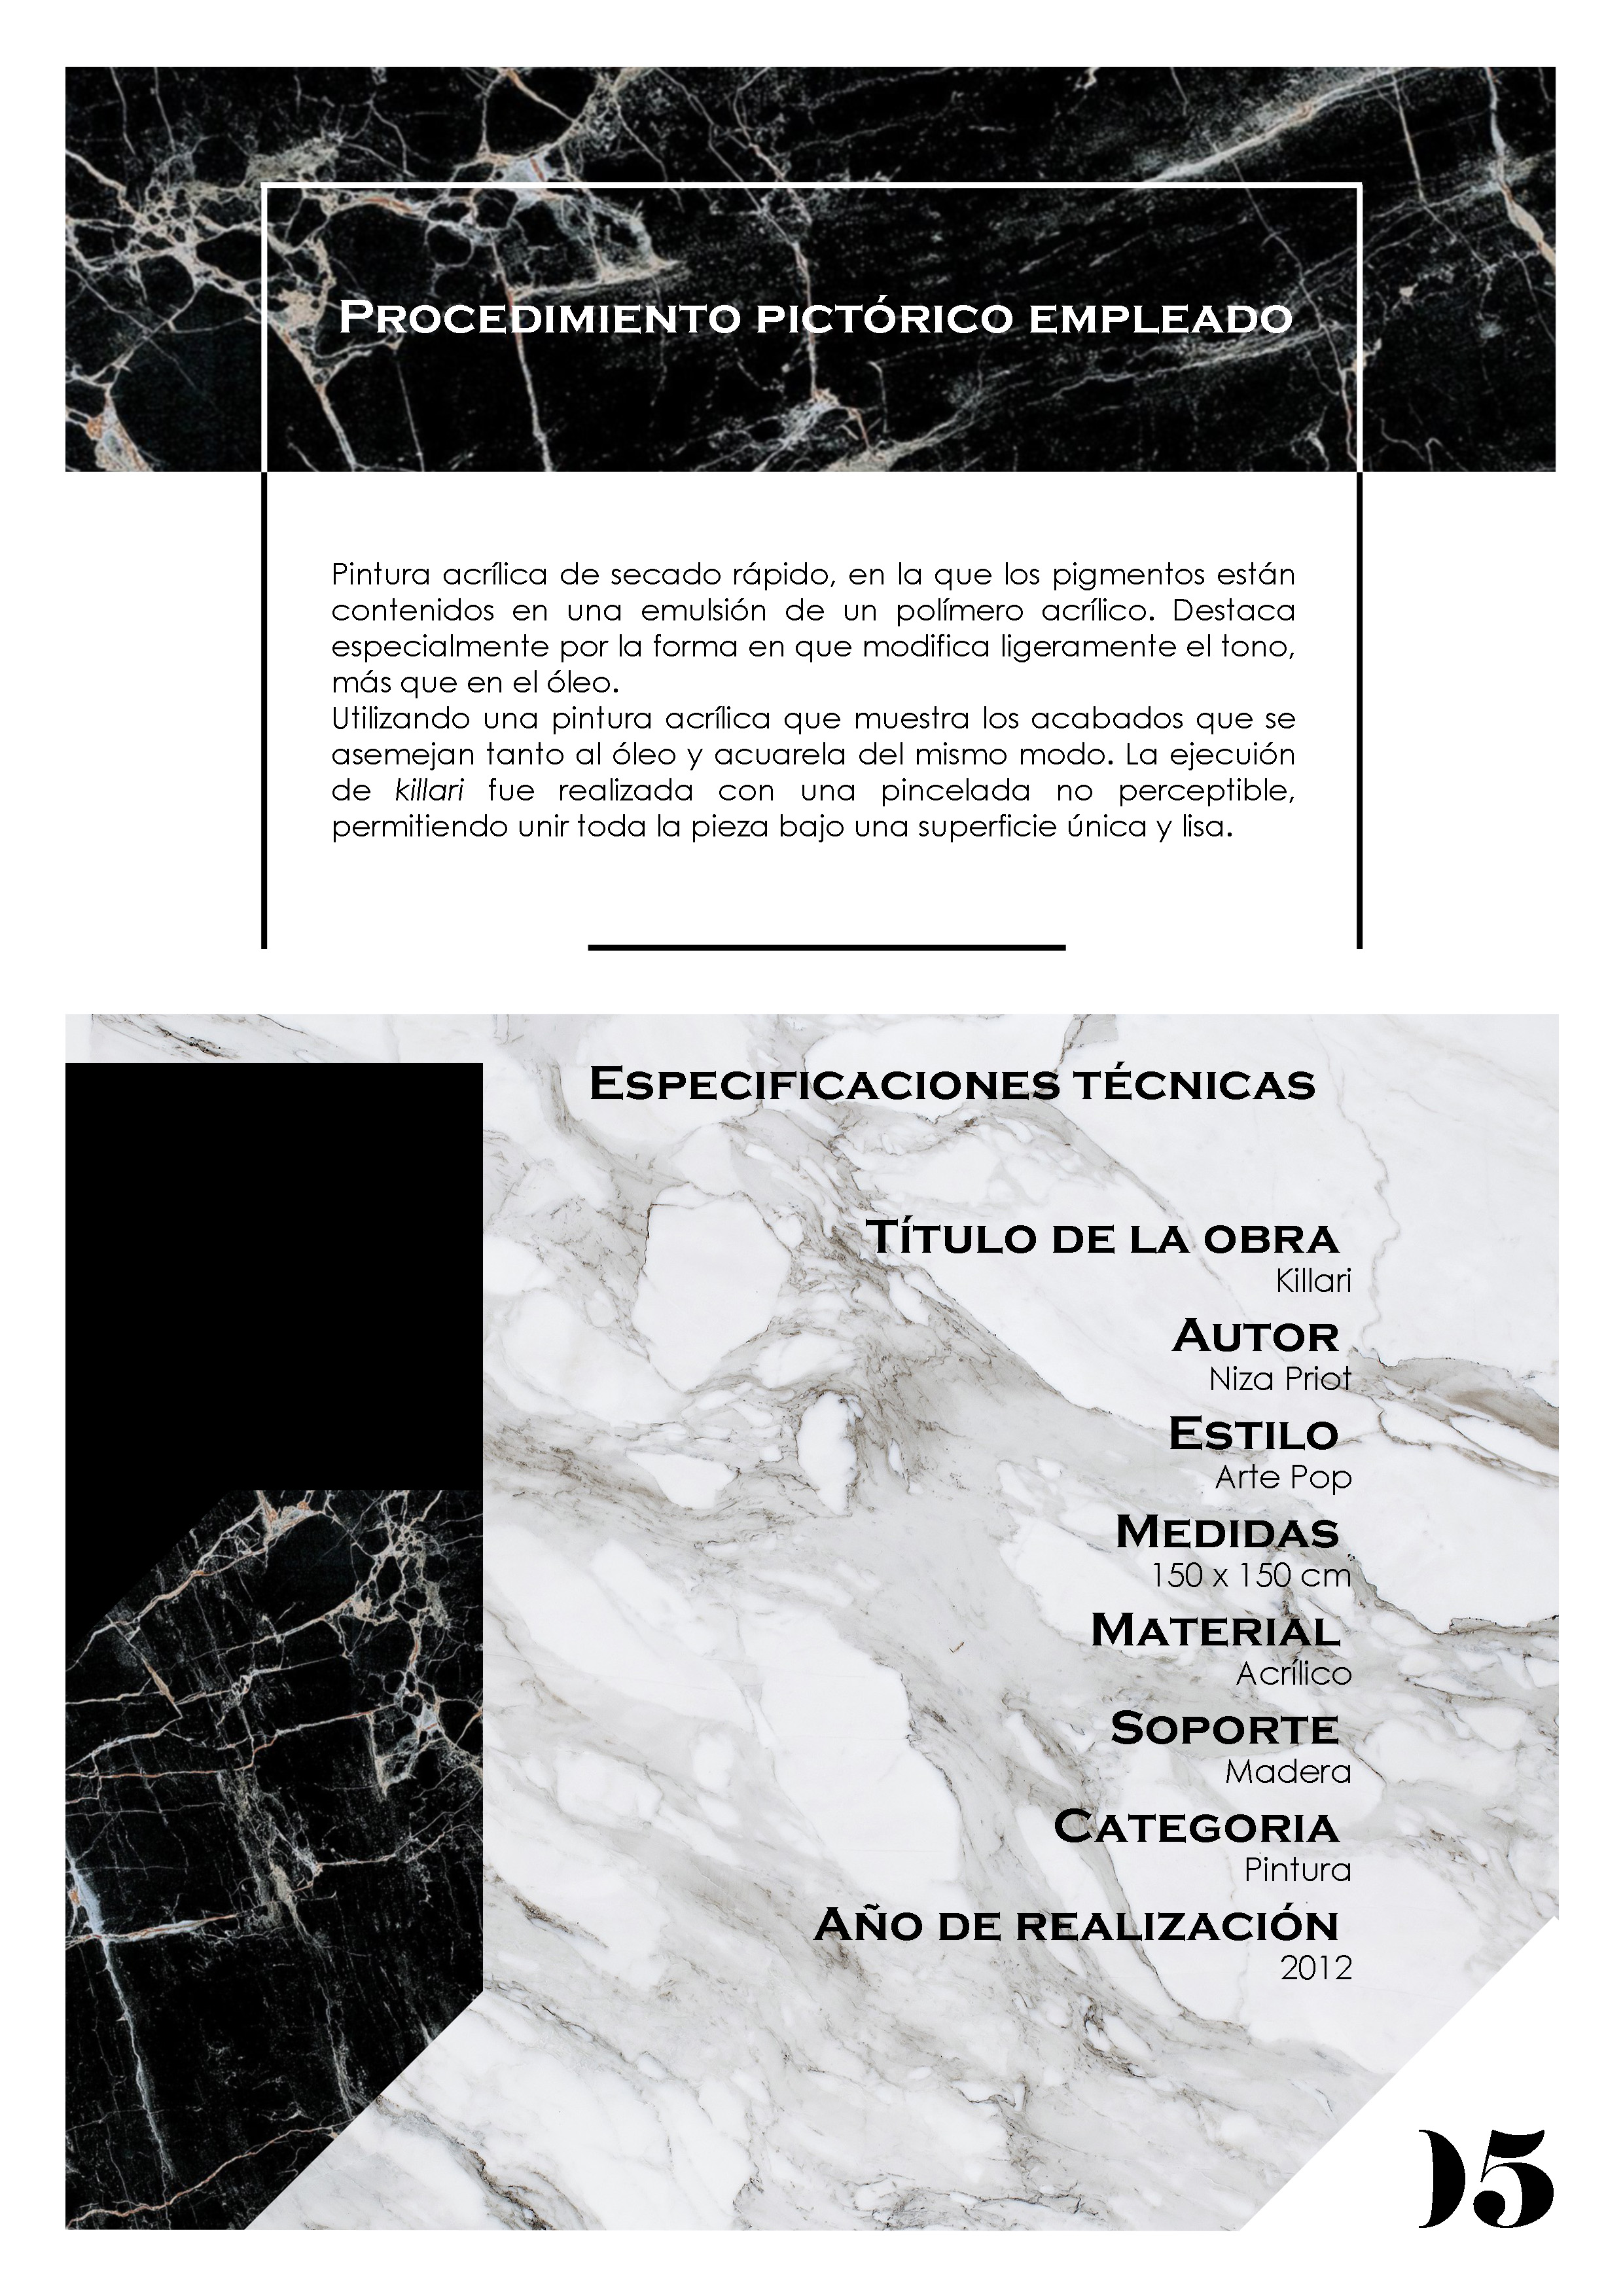 Procedimiento pictórico empleado
Pintura acrílica de secado rápido, en la que los pigmentos están
contenidos en una emulsión de un polímero acrílico. Destaca
especialmente por la forma en que modifica ligeramente el tono,
más que en el óleo.
Utilizando una pintura acrílica que muestra los acabados que se
asemejan tanto al óleo y acuarela del mismo modo. La ejecuión
de killari fue realizada con una pincelada no perceptible,
permitiendo unir toda la pieza bajo una superficie única y lisa.
Especificaciones técnicas
Título de la obra
Killari
Autor
Niza Priot
Estilo
Arte Pop
Medidas
150 x 150 cm
Material
Acrílico
Soporte
Madera
Categoria
Pintura
Año de realización
2012
05